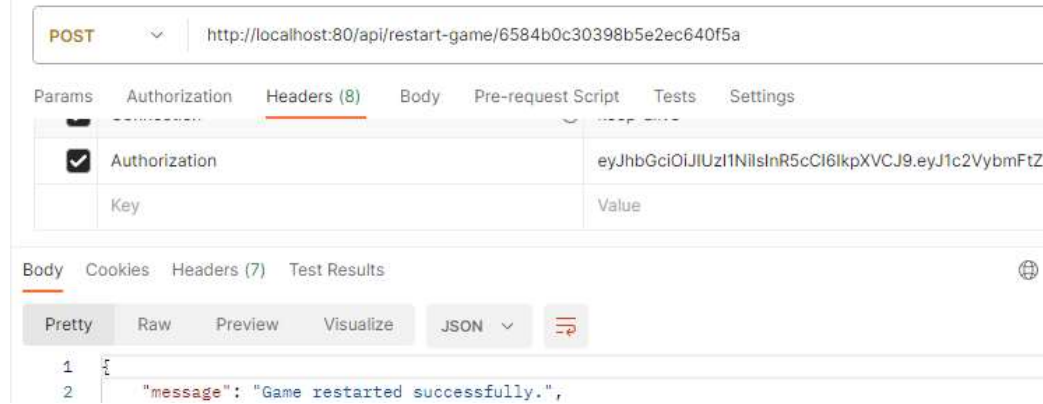 POST http://localhost:80/api/restart-game/6584b0c30398b5e2ec640f5a
Params Authorization Headers (8) Body Pre-request Script Tests Settings
Authorization eyJhbGciOiJIUzI1NiIsInR5cCI6IkpXVCJ9.eyJ1c2VybmFtZ
Key Value
Body Cookies Headers (7) Test Results
Pretty Raw Preview Visualize JSON
1 {
2 "message": "Game restarted successfully.",